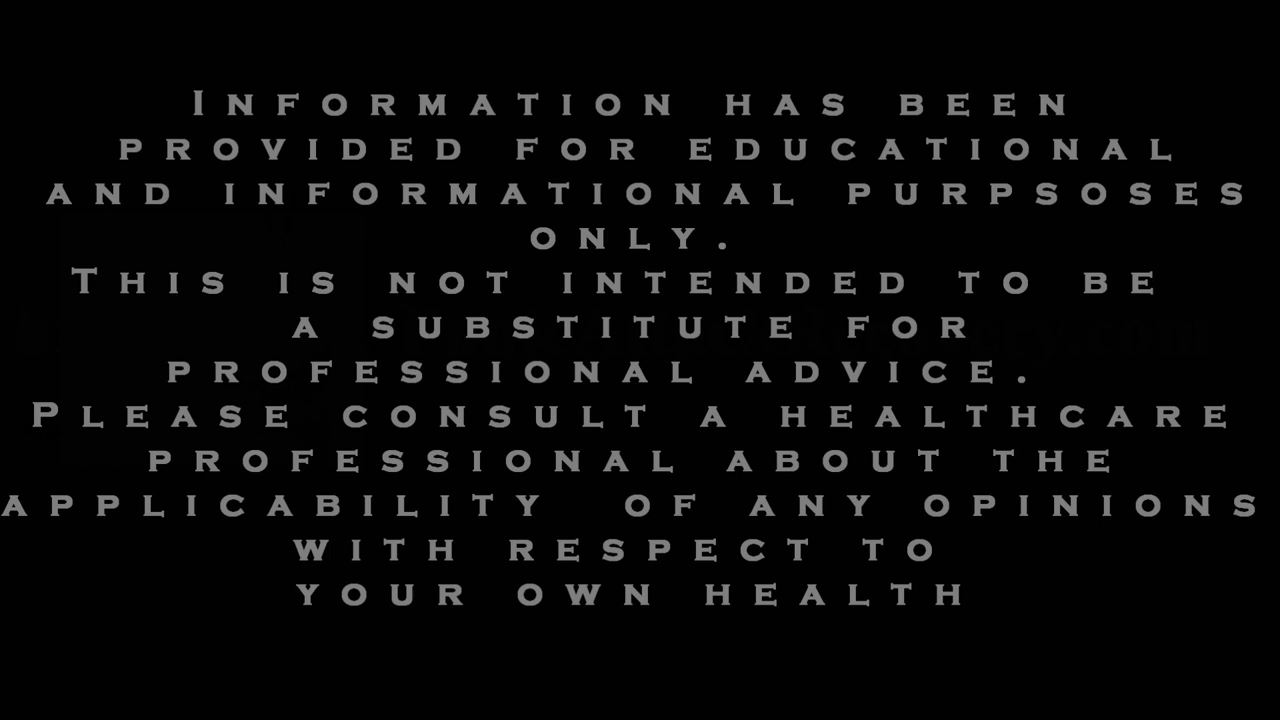 Information has been
provided for educational
and informational purpsoses
only.
This is not intended to be
a substitute for
professional advice.
Please consult a healthcare
professional about the
applicability of any opinions
with respect to
your own health